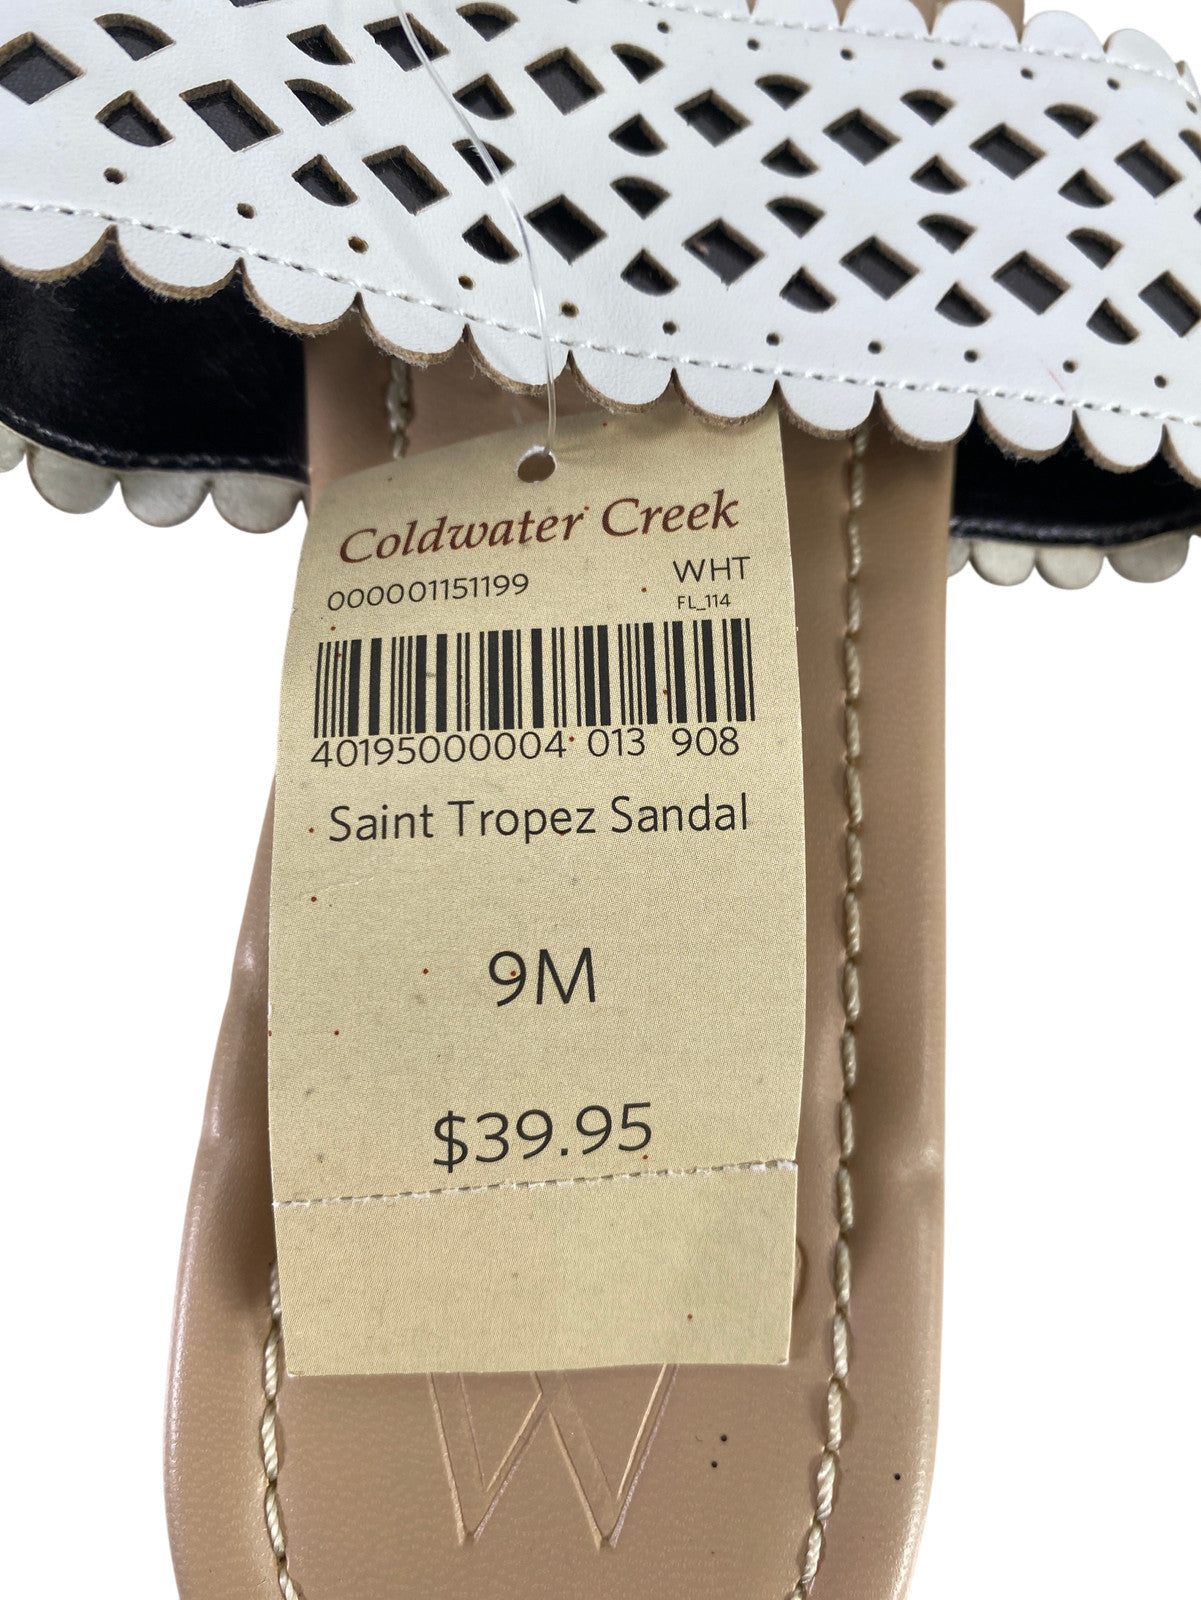 Coldwater Creek
000001151199 WHT
FL_114
40195000004 013 908
Saint Tropez Sandal
9M
$39.95
W